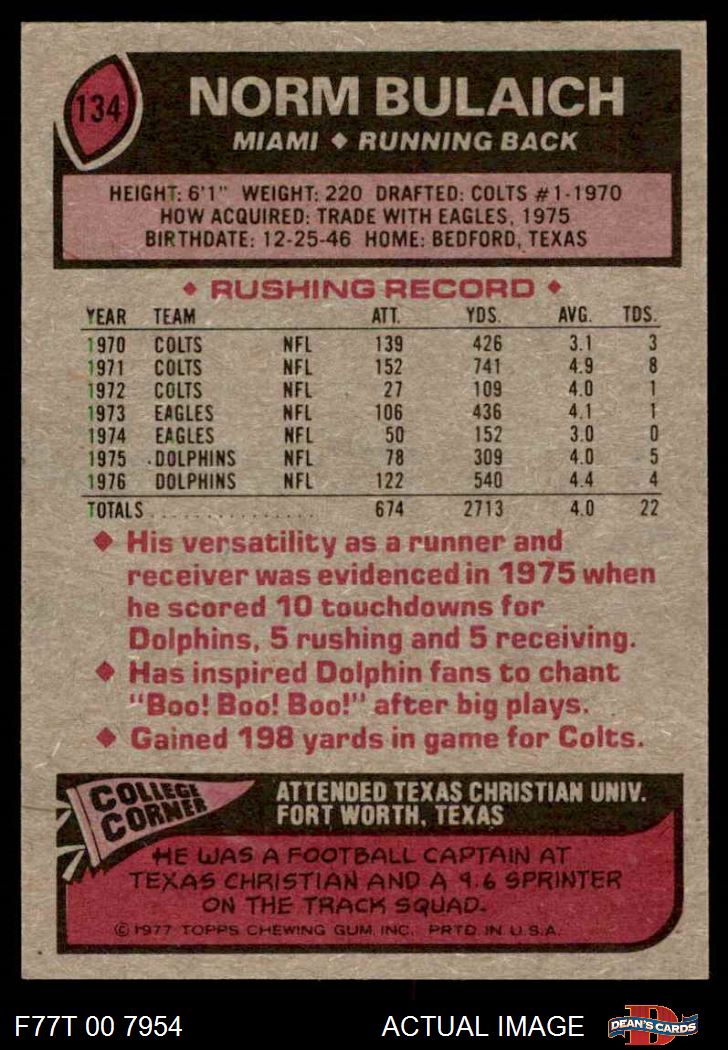 134
NORM BULAICH
MIAMI ♦ RUNNING BACK
HEIGHT: 6'1" WEIGHT: 220 DRAFTED: COLTS #1-1970
HOW ACQUIRED: TRADE WITH EAGLES, 1975
BIRTHDATE: 12-25-46 HOME: BEDFORD, TEXAS
♦ RUSHING RECORD ♦
YEAR TEAM ATT. YDS. AVG. TDS.
1970 COLTS NFL 139 426 3.1 3
1971 COLTS NFL 152 741 4.9 8
1972 COLTS NFL 27 109 4.0 1
1973 EAGLES NFL 106 436 4.1 1
1974 EAGLES NFL 50 152 3.0 0
1975 DOLPHINS NFL 78 309 4.0 5
1976 DOLPHINS NFL 122 540 4.4 4
TOTALS................ 674 2713 4.0 22
♦ His versatility as a runner and
receiver was evidenced in 1975 when
he scored 10 touchdowns for
Dolphins, 5 rushing and 5 receiving.
♦ Has inspired Dolphin fans to chant
"Boo! Boo! Boo!" after big plays.
♦ Gained 198 yards in game for Colts.
COLLEGE
CORNER
ATTENDED TEXAS CHRISTIAN UNIV.
FORT WORTH, TEXAS
HE WAS A FOOTBALL CAPTAIN AT
TEXAS CHRISTIAN AND A 9.6 SPRINTER
ON THE TRACK SQUAD.
© 1977 TOPPS CHEWING GUM, INC. PRTD. IN U.S.A.
F77T 00 7954 ACTUAL IMAGE
D
DEAN'S CARDS